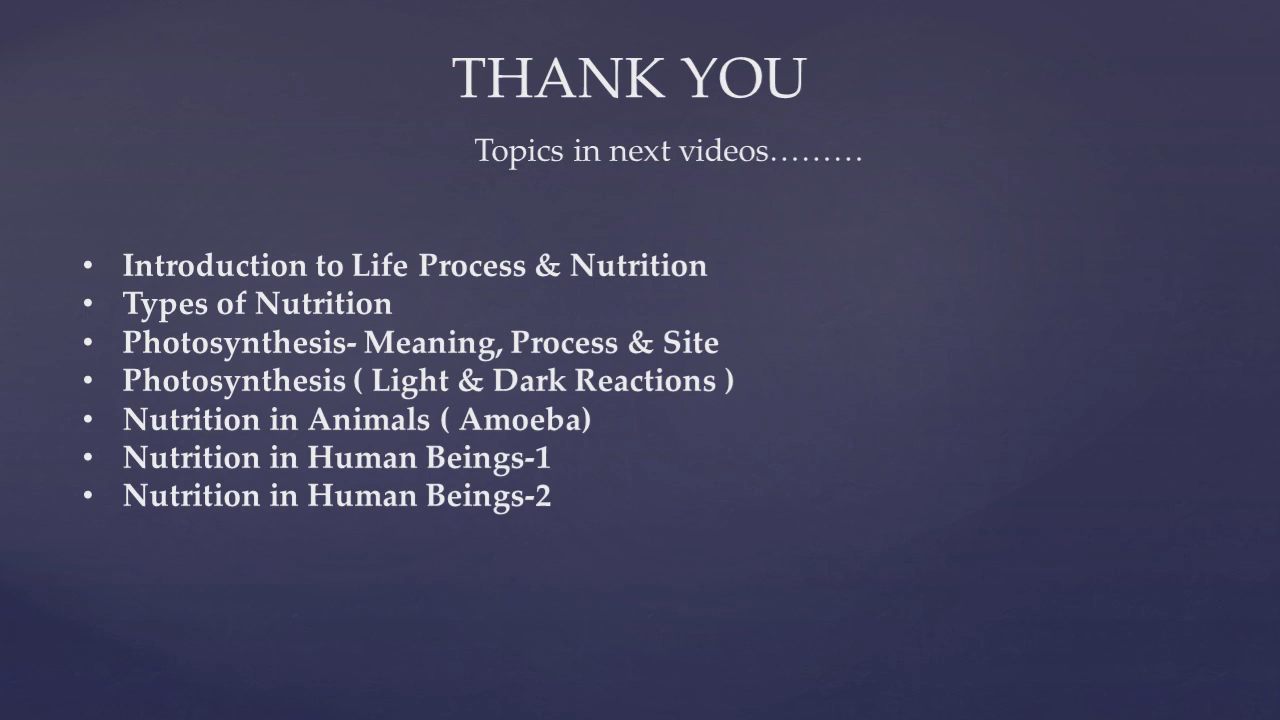 THANK YOU
Topics in next videos………
• Introduction to Life Process & Nutrition
• Types of Nutrition
• Photosynthesis- Meaning, Process & Site
• Photosynthesis ( Light & Dark Reactions )
• Nutrition in Animals ( Amoeba)
• Nutrition in Human Beings-1
• Nutrition in Human Beings-2